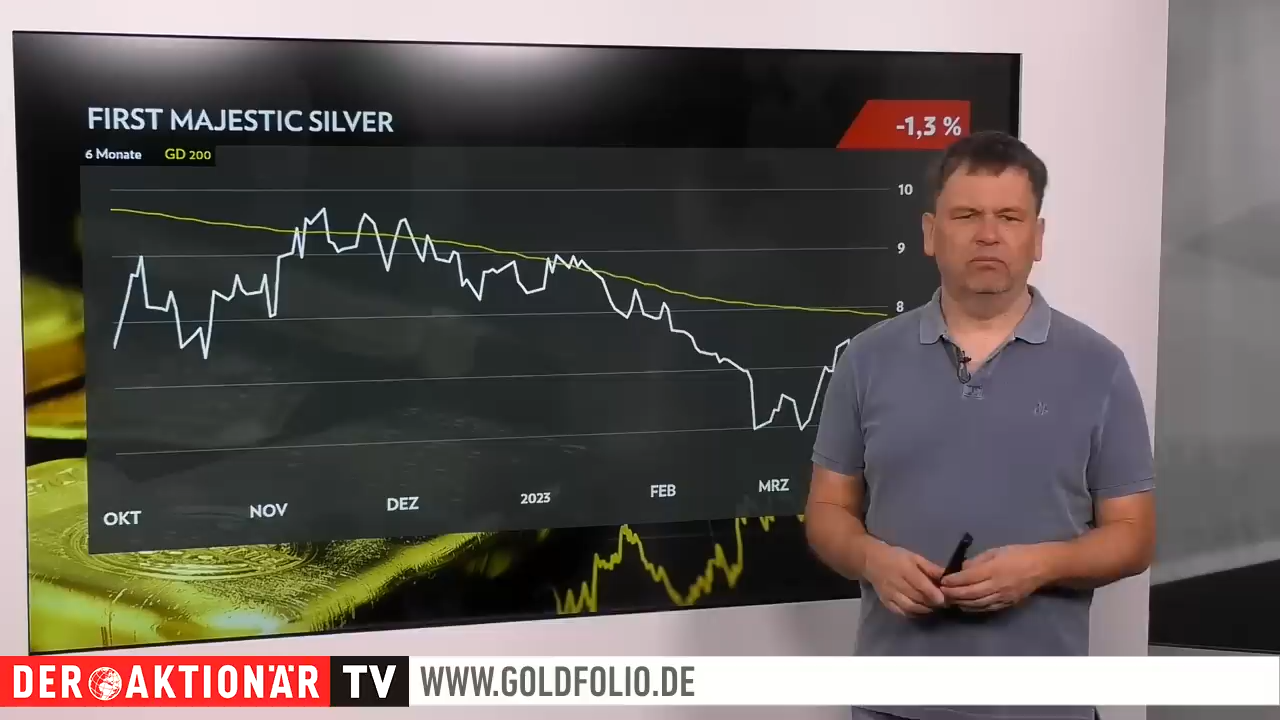 FIRST MAJESTIC SILVER
-1,3 %
6 Monate GD 200
10
9
8
OKT NOV DEZ 2023 FEB MRZ
DER AKTIONÄR TV WWW.GOLDFOLIO.DE